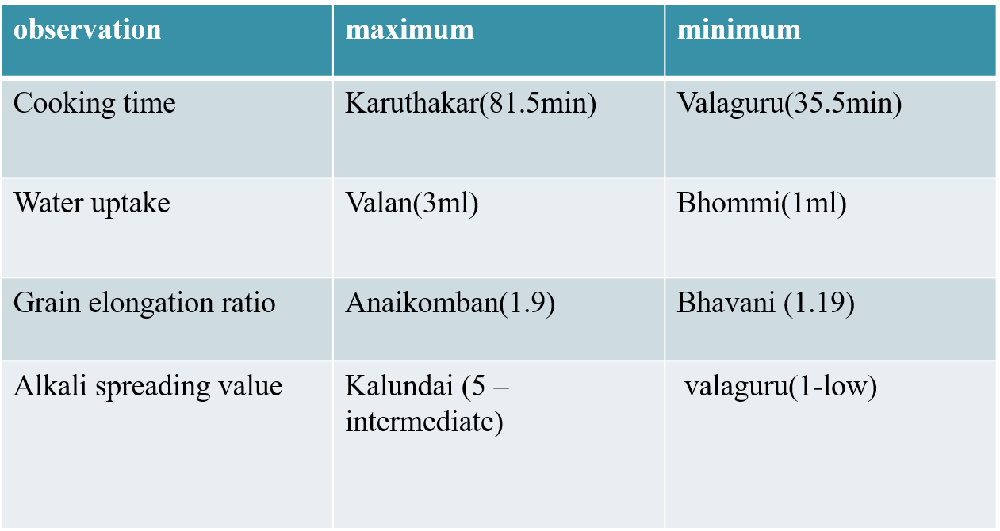 observation maximum minimum
Cooking time Karuthakar(81.5min) Valaguru(35.5min)
Water uptake Valan(3ml) Bhommi(1ml)
Grain elongation ratio Anaikomban(1.9) Bhavani (1.19)
Alkali spreading value Kalundai (5 – valaguru(1-low)
intermediate)